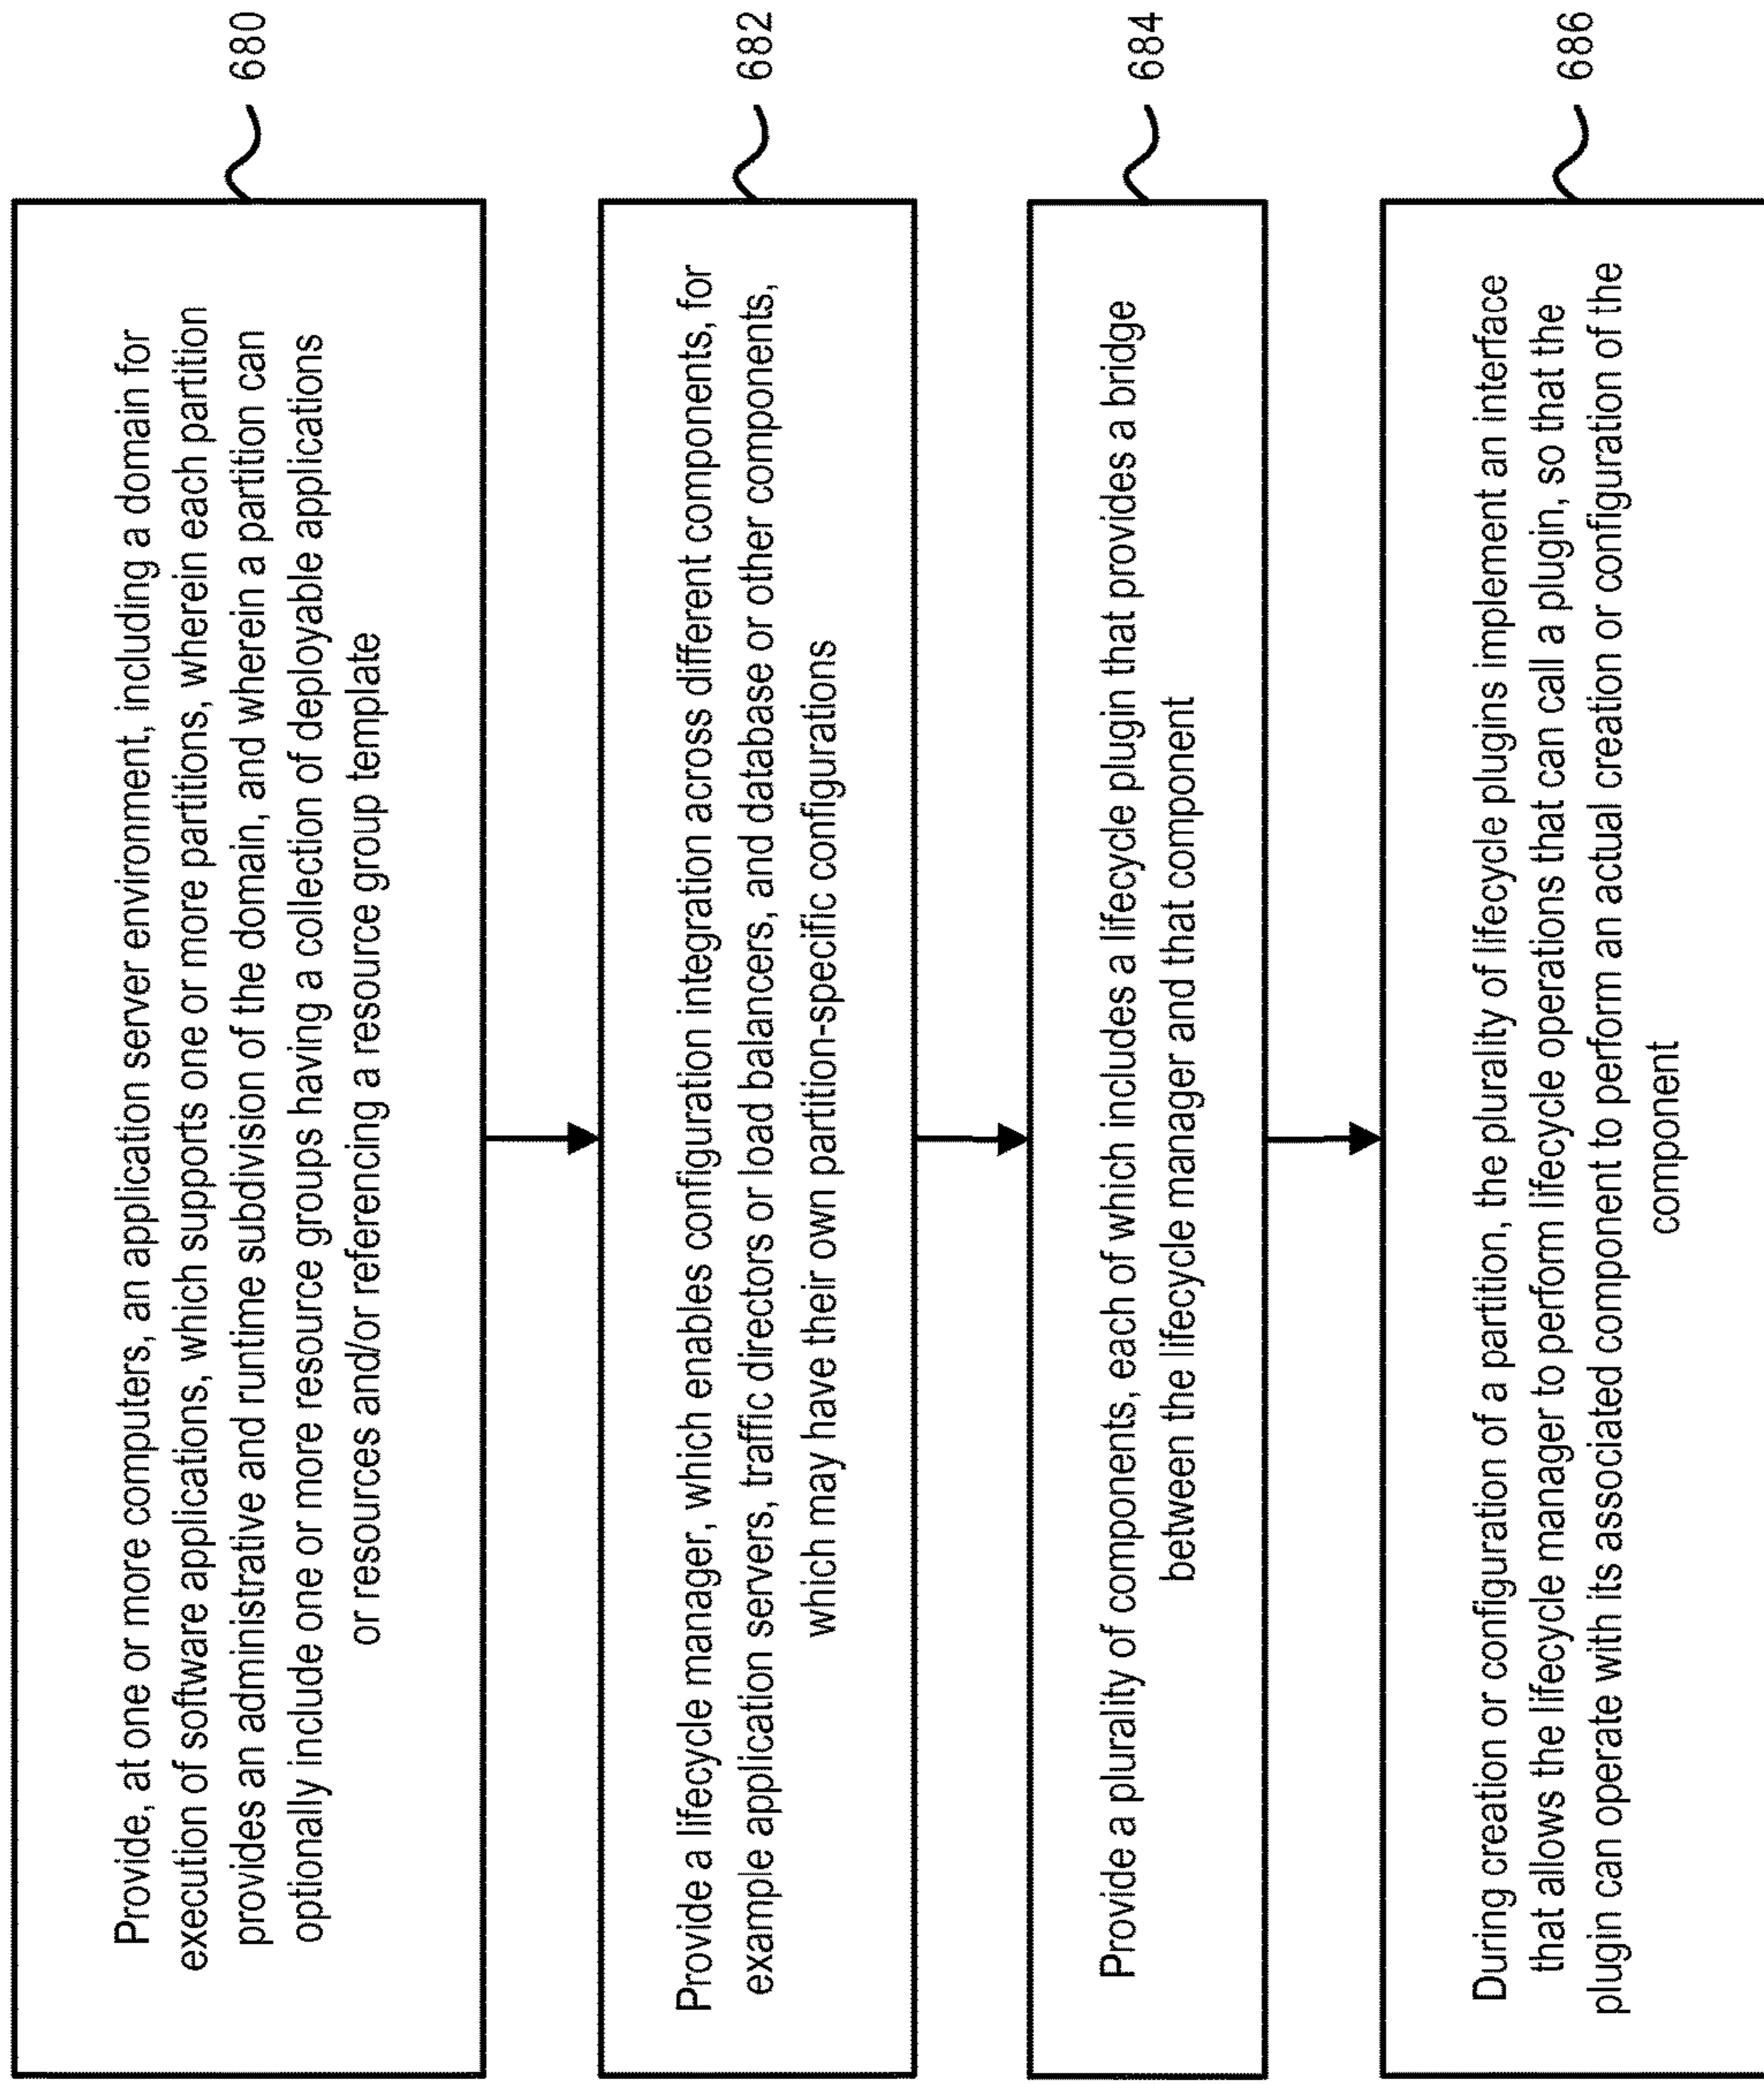 Provide, at one or more computers, an application server environment, including a domain for
execution of software applications, which supports one or more partitions, wherein each partition
provides an administrative and runtime subdivision of the domain, and wherein a partition can
optionally include one or more resource groups having a collection of deployable applications
or resources and/or referencing a resource group template
680
Provide a lifecycle manager, which enables configuration integration across different components, for
example application servers, traffic directors or load balancers, and database or other components,
which may have their own partition-specific configurations
682
Provide a plurality of components, each of which includes a lifecycle plugin that provides a bridge
between the lifecycle manager and that component
684
During creation or configuration of a partition, the plurality of lifecycle plugins implement an interface
that allows the lifecycle manager to perform lifecycle operations that can call a plugin, so that the
plugin can operate with its associated component to perform an actual creation or configuration of the
component
686